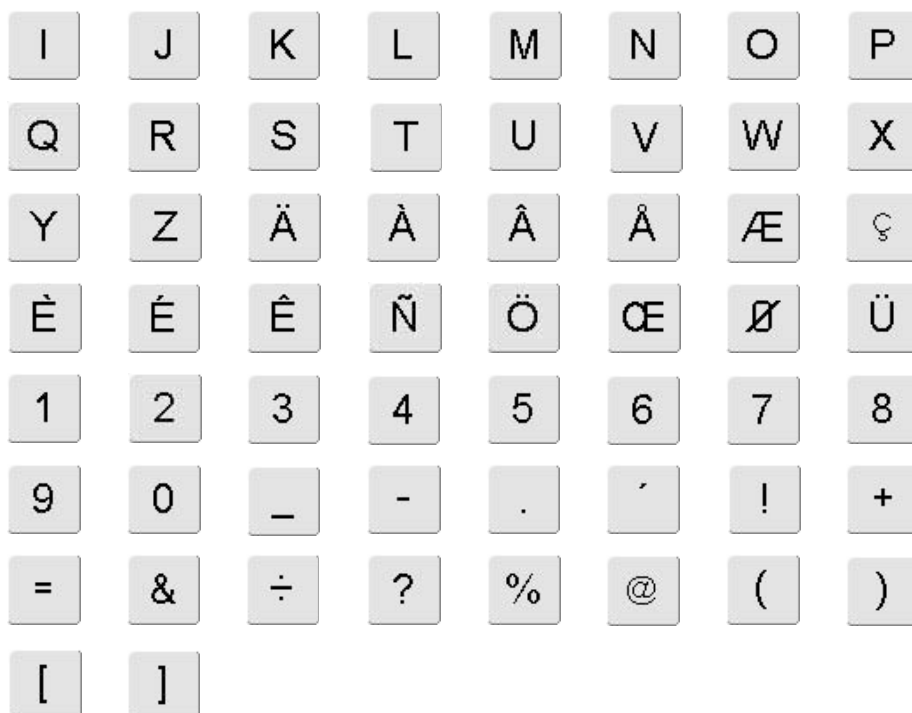 I J K L M N O P
Q R S T U V W X
Y Z Ä À Â Å Æ ç
È É Ê Ñ Ö Œ Ø Ü
1 2 3 4 5 6 7 8
9 0 _ - . ´ ! +
= & ÷ ? % @ ( )
[ ]